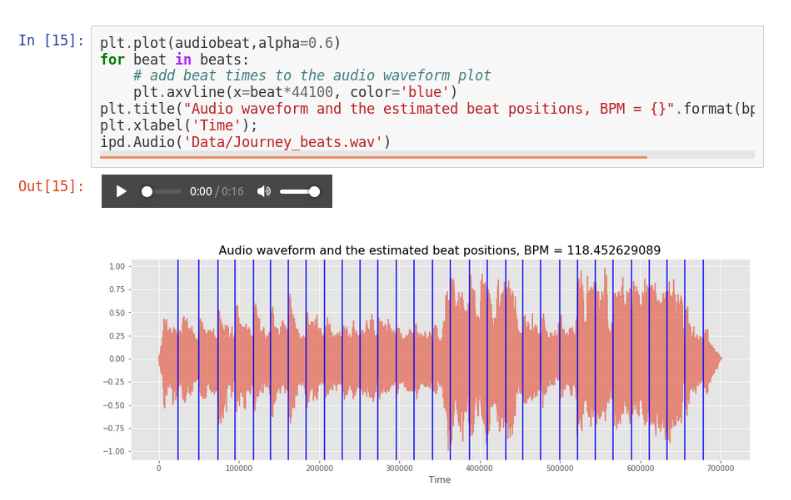 In [15]: plt.plot(audiobeat,alpha=0.6)
for beat in beats:
    # add beat times to the audio waveform plot
    plt.axvline(x=beat*44100, color='blue')
plt.title("Audio waveform and the estimated beat positions, BPM = {}".format(bp
plt.xlabel('Time');
ipd.Audio('Data/Journey_beats.wav')
Out[15]:
0:00 / 0:16
Audio waveform and the estimated beat positions, BPM = 118.452629089
1.00
0.75
0.50
0.25
0.00
−0.25
−0.50
−0.75
−1.00
0 100000 200000 300000 400000 500000 600000 700000
Time